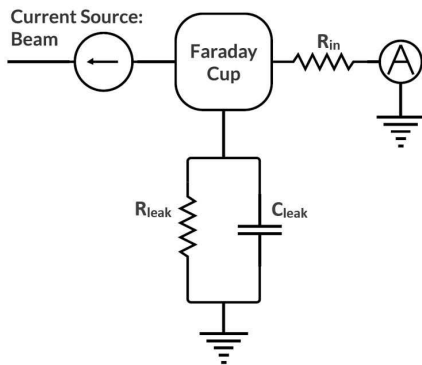 Current Source:
Beam
Faraday
Cup
Rin
A
Rleak
Cleak